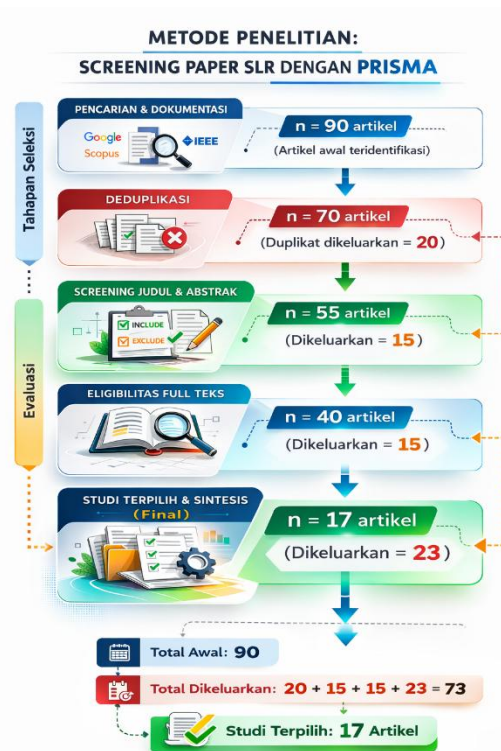 METODE PENELITIAN:
SCREENING PAPER SLR DENGAN PRISMA
Tahapan Seleksi
PENCARIAN & DOKUMENTASI
Google
Scopus
IEEE
n = 90 artikel
(Artikel awal teridentifikasi)
DEDUPLIKASI
n = 70 artikel
(Duplikat dikeluarkan = 20)
Evaluasi
SCREENING JUDUL & ABSTRAK
INCLUDE
EXCLUDE
n = 55 artikel
(Dikeluarkan = 15)
ELIGIBILITAS FULL TEKS
n = 40 artikel
(Dikeluarkan = 15)
STUDI TERPILIH & SINTESIS
(Final)
n = 17 artikel
(Dikeluarkan = 23)
Total Awal: 90
Total Dikeluarkan: 20 + 15 + 15 + 23 = 73
Studi Terpilih: 17 Artikel